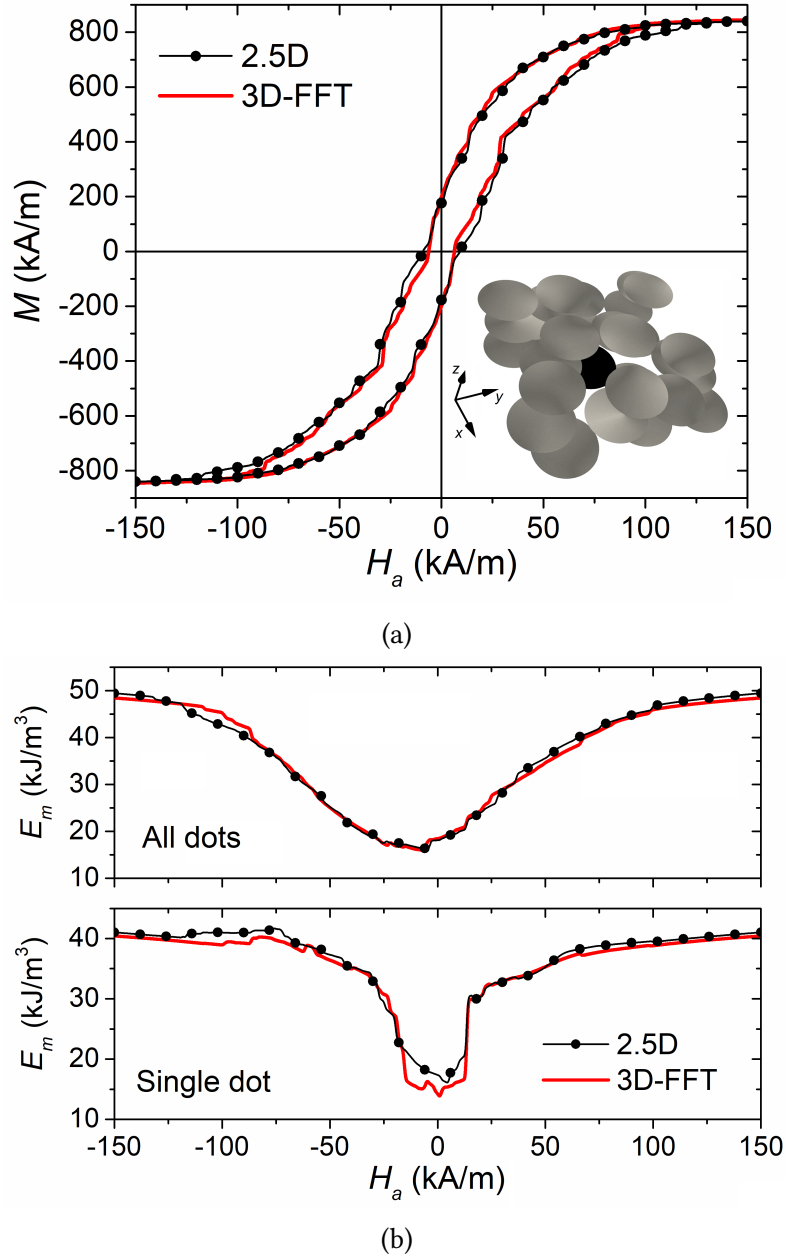 800
600
400
200
0
-200
-400
-600
-800
M (kA/m)
2.5D
3D-FFT
z
y
x
-150 -100 -50 0 50 100 150
Hₐ (kA/m)
(a)
50
40
30
20
10
Eₘ (kJ/m³)
All dots
40
30
20
10
Eₘ (kJ/m³)
Single dot
2.5D
3D-FFT
-150 -100 -50 0 50 100 150
Hₐ (kA/m)
(b)